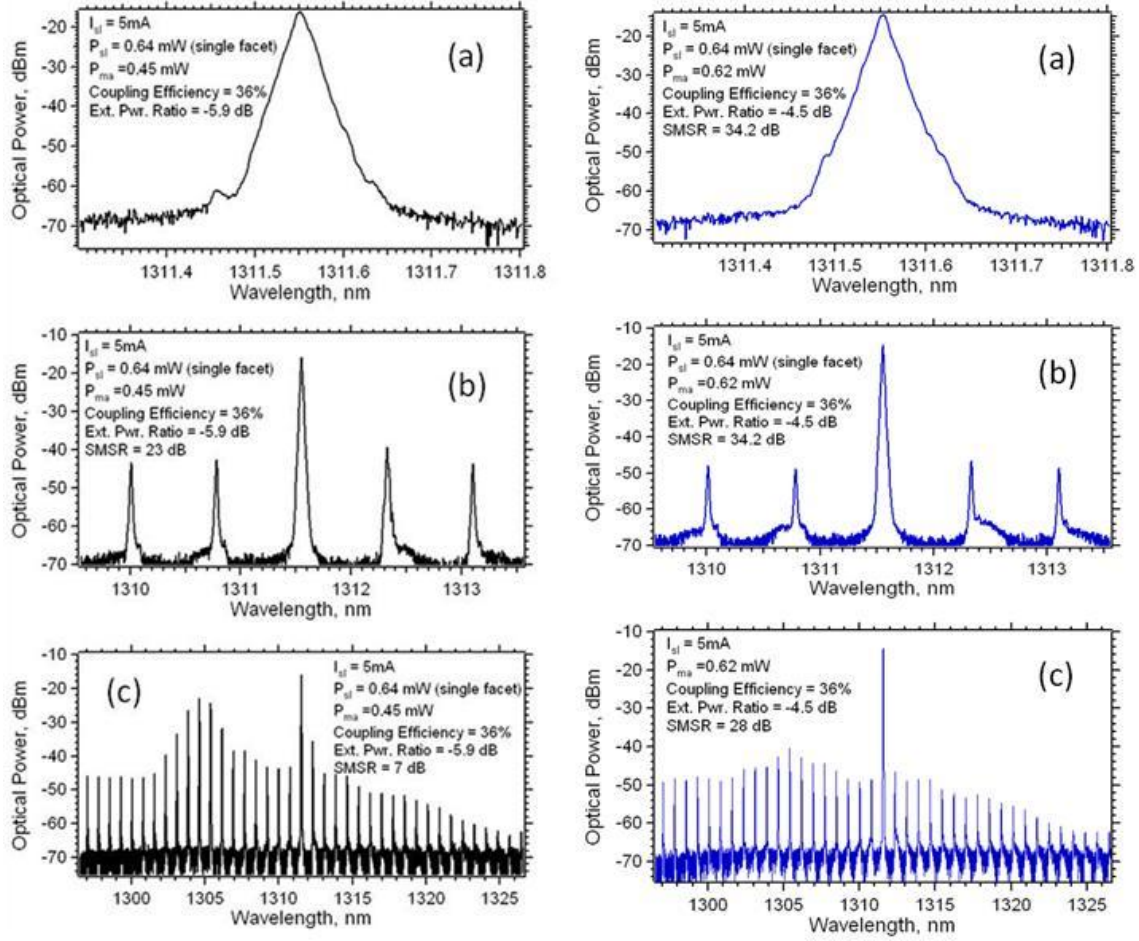 -20
-30
-40
-50
-60
-70
Optical Power, dBm
I_sl = 5mA
P_sl = 0.64 mW (single facet)
P_ma =0.45 mW
Coupling Efficiency = 36%
Ext. Pwr. Ratio = -5.9 dB
(a)
1311.4 1311.5 1311.6 1311.7 1311.8
Wavelength, nm
-20
-30
-40
-50
-60
-70
Optical Power, dBm
I_sl = 5mA
P_sl = 0.64 mW (single facet)
P_ma =0.62 mW
Coupling Efficiency = 36%
Ext. Pwr. Ratio = -4.5 dB
SMSR = 34.2 dB
(a)
1311.4 1311.5 1311.6 1311.7 1311.8
Wavelength, nm
-10
-20
-30
-40
-50
-60
-70
Optical Power, dBm
I_sl = 5mA
P_sl = 0.64 mW (single facet)
P_ma =0.45 mW
Coupling Efficiency = 36%
Ext. Pwr. Ratio = -5.9 dB
SMSR = 23 dB
(b)
1310 1311 1312 1313
Wavelength, nm
-10
-20
-30
-40
-50
-60
-70
Optical Power, dBm
I_sl = 5mA
P_sl = 0.64 mW (single facet)
P_ma =0.62 mW
Coupling Efficiency = 36%
Ext. Pwr. Ratio = -4.5 dB
SMSR = 34.2 dB
(b)
1310 1311 1312 1313
Wavelength, nm
-10
-20
-30
-40
-50
-60
-70
Optical Power, dBm
(c)
I_sl = 5mA
P_sl = 0.64 mW (single facet)
P_ma =0.45 mW
Coupling Efficiency = 36%
Ext. Pwr. Ratio = -5.9 dB
SMSR = 7 dB
1300 1305 1310 1315 1320 1325
Wavelength, nm
-10
-20
-30
-40
-50
-60
-70
Optical Power, dBm
I_sl = 5mA
P_ma =0.62 mW
Coupling Efficiency = 36%
Ext. Pwr. Ratio = -4.5 dB
SMSR = 28 dB
(c)
1300 1305 1310 1315 1320 1325
Wavelength, nm